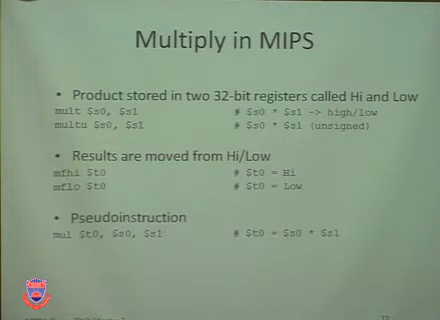 Multiply in MIPS
• Product stored in two 32-bit registers called Hi and Low
mult $s0, $s1 # $s0 * $s1 -> high/low
multu $s0, $s1 # $s0 * $s1 (unsigned)
• Results are moved from Hi/Low
mfhi $t0 # $t0 = Hi
mflo $t0 # $t0 = Low
• Pseudoinstruction
mul $t0, $s0, $s1 # $t0 = $s0 * $s1
12